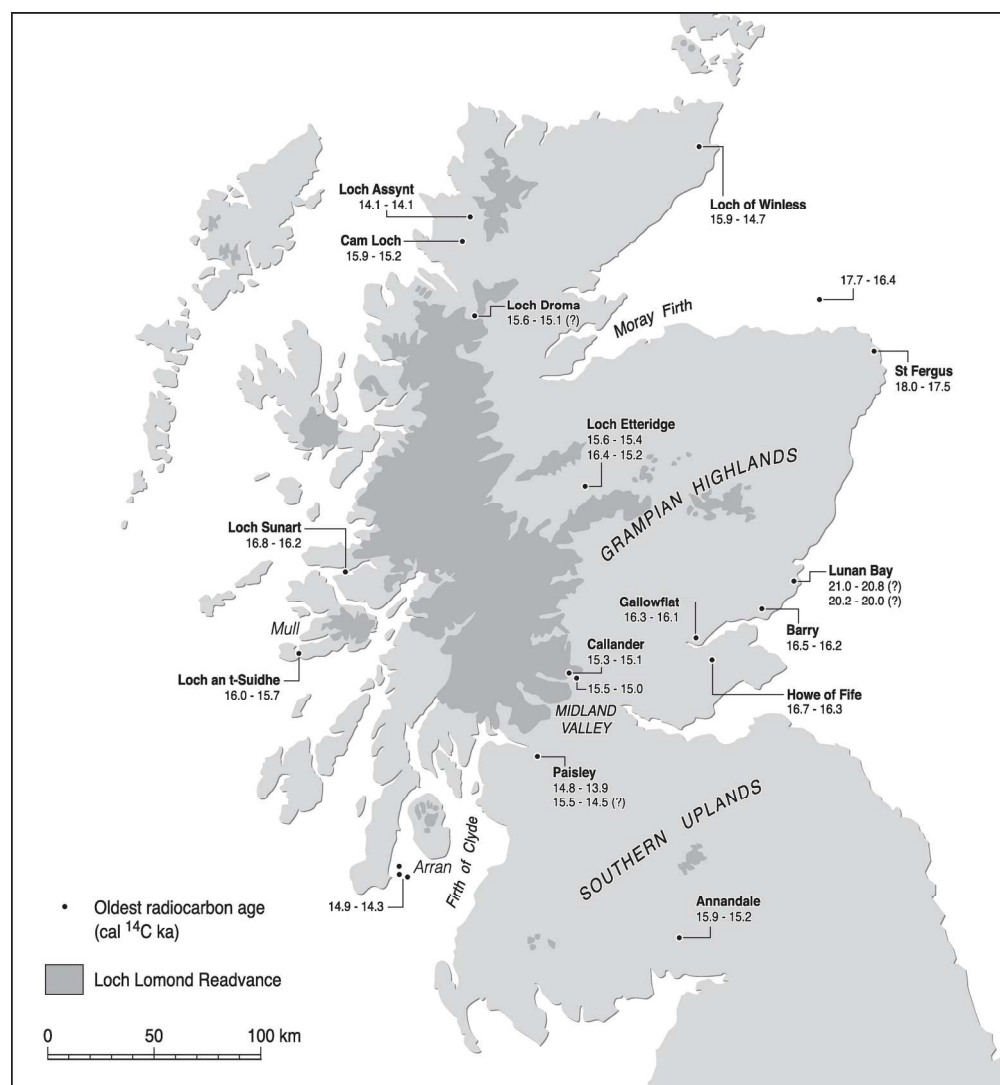 Loch Assynt
14.1 - 14.1
Cam Loch
15.9 - 15.2
Loch of Winless
15.9 - 14.7
17.7 - 16.4
Loch Droma
15.6 - 15.1 (?)
Moray Firth
St Fergus
18.0 - 17.5
Loch Etteridge
15.6 - 15.4
16.4 - 15.2
GRAMPIAN HIGHLANDS
Loch Sunart
16.8 - 16.2
Lunan Bay
21.0 - 20.8 (?)
20.2 - 20.0 (?)
Gallowflat
16.3 - 16.1
Barry
16.5 - 16.2
Mull
Callander
15.3 - 15.1
15.5 - 15.0
Loch an t-Suidhe
16.0 - 15.7
Howe of Fife
16.7 - 16.3
MIDLAND
VALLEY
Paisley
14.8 - 13.9
15.5 - 14.5 (?)
SOUTHERN UPLANDS
Firth of Clyde
Arran
14.9 - 14.3
Annandale
15.9 - 15.2
Oldest radiocarbon age
(cal ¹⁴C ka)
Loch Lomond Readvance
0 50 100 km